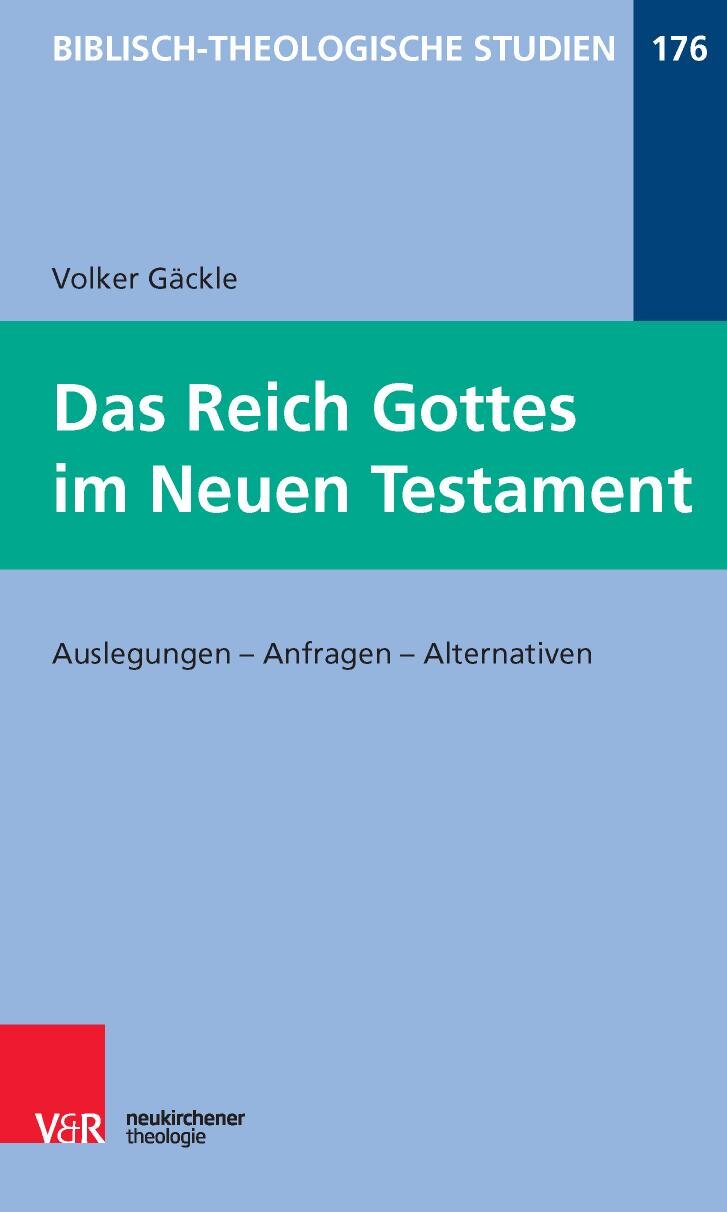 BIBLISCH-THEOLOGISCHE STUDIEN 176
Volker Gäckle
Das Reich Gottes
im Neuen Testament
Auslegungen – Anfragen – Alternativen
V&R neukirchener
theologie